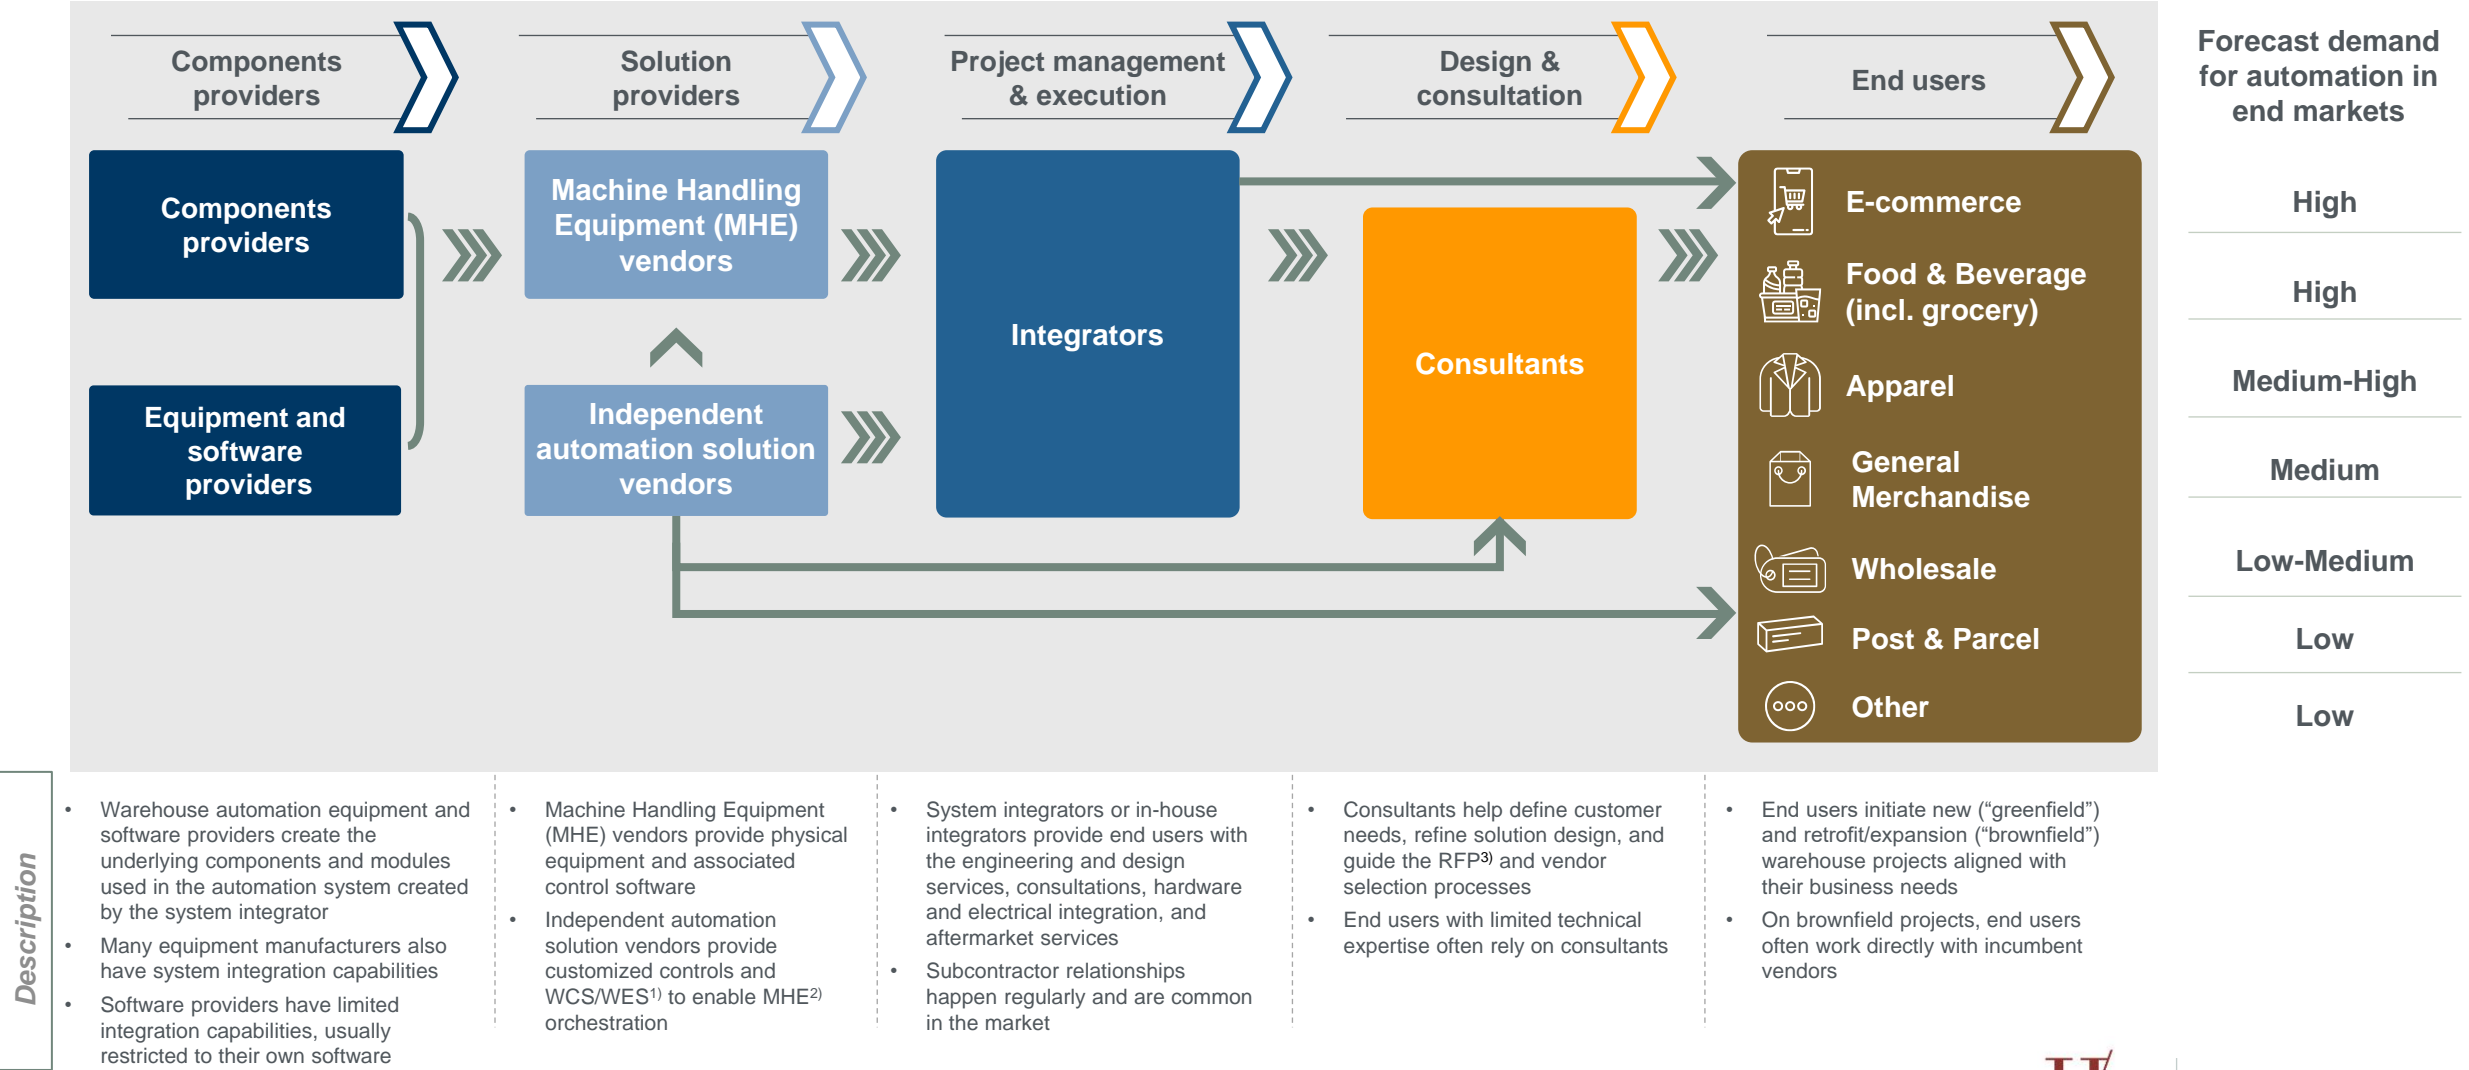 Components
providers
Solution
providers
Project management
& execution
Design &
consultation
End users
Forecast demand
for automation in
end markets
Components
providers
Equipment and
software
providers
Machine Handling
Equipment (MHE)
vendors
Independent
automation solution
vendors
Integrators
Consultants
E-commerce
High
Food & Beverage
(incl. grocery)
High
Apparel
Medium-High
General
Merchandise
Medium
Wholesale
Low-Medium
Post & Parcel
Low
Other
Low
Description
• Warehouse automation equipment and
software providers create the
underlying components and modules
used in the automation system created
by the system integrator
• Many equipment manufacturers also
have system integration capabilities
• Software providers have limited
integration capabilities, usually
restricted to their own software
• Machine Handling Equipment
(MHE) vendors provide physical
equipment and associated
control software
• Independent automation
solution vendors provide
customized controls and
WCS/WES1) to enable MHE2)
orchestration
• System integrators or in-house
integrators provide end users with
the engineering and design
services, consultations, hardware
and electrical integration, and
aftermarket services
• Subcontractor relationships
happen regularly and are common
in the market
• Consultants help define customer
needs, refine solution design, and
guide the RFP3) and vendor
selection processes
• End users with limited technical
expertise often rely on consultants
• End users initiate new (“greenfield”)
and retrofit/expansion (“brownfield”)
warehouse projects aligned with
their business needs
• On brownfield projects, end users
often work directly with incumbent
vendors